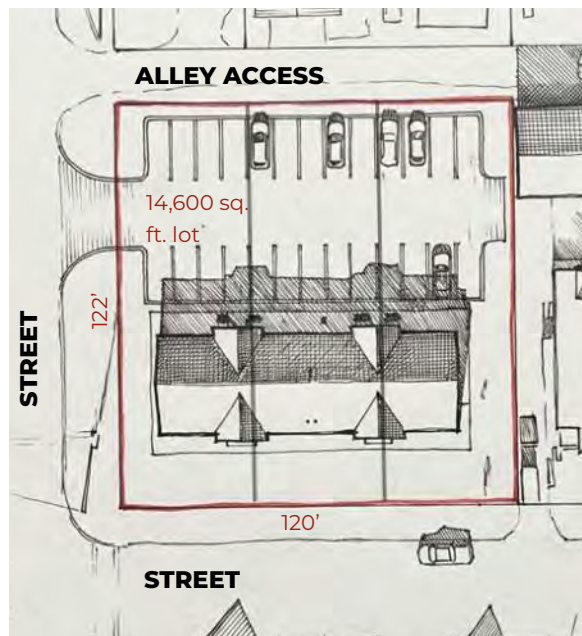 ALLEY ACCESS
14,600 sq.
ft. lot
122’
STREET
120’
STREET